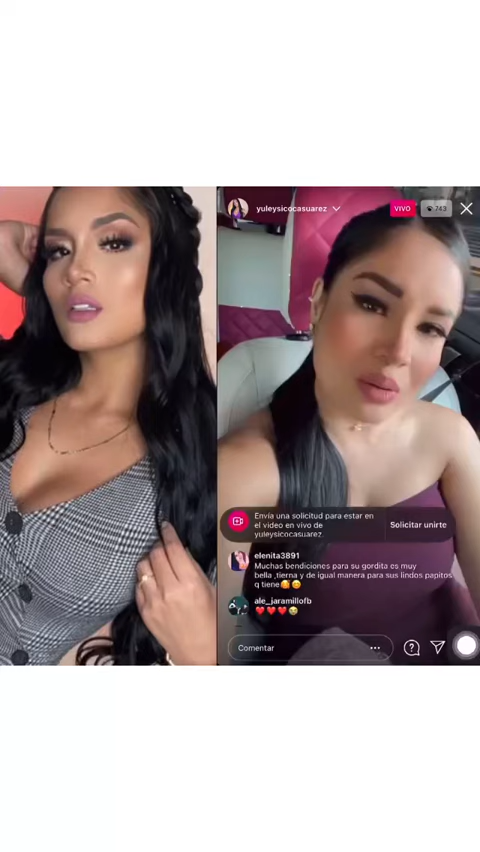 yuleysicocasuarez
VIVO
743
Envía una solicitud para estar en
el video en vivo de
yuleysicocasuarez.
Solicitar unirte
elenita3891
Muchas bendiciones para su gordita es muy
bella ,tierna y de igual manera para sus lindos papitos
q tiene🥰😊
ale_jaramillofb
❤️❤️❤️😭
Comentar